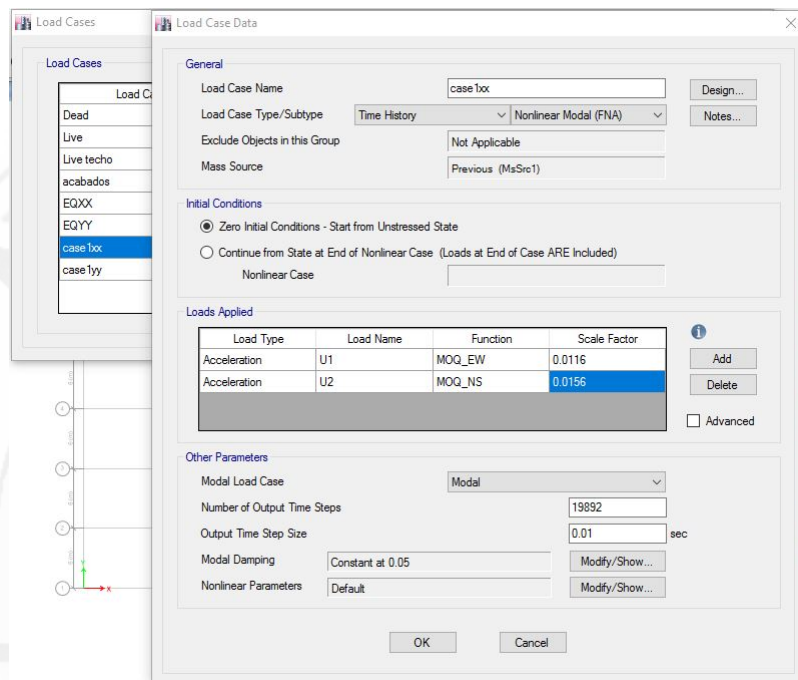 Load Cases
Load Cases
Load Ca
Dead
Live
Live techo
acabados
EQXX
EQYY
case1xx
case1yy
Load Case Data
General
Load Case Name case1xx Design...
Load Case Type/Subtype Time History Nonlinear Modal (FNA) Notes...
Exclude Objects in this Group Not Applicable
Mass Source Previous (MsSrc1)
Initial Conditions
Zero Initial Conditions - Start from Unstressed State
Continue from State at End of Nonlinear Case (Loads at End of Case ARE Included)
Nonlinear Case
Loads Applied
Load Type Load Name Function Scale Factor
Acceleration U1 MOQ_EW 0.0116 Add
Acceleration U2 MOQ_NS 0.0156 Delete
Advanced
Other Parameters
Modal Load Case Modal
Number of Output Time Steps 19892
Output Time Step Size 0.01 sec
Modal Damping Constant at 0.05 Modify/Show...
Nonlinear Parameters Default Modify/Show...
OK Cancel
4
3
2
Y
1 X